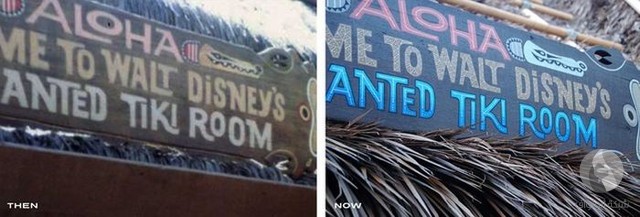 ALOHA
ME TO WALT DISNEY'S
ANTED TIKI ROOM
THEN
ALOHA
ME TO WALT DISNEY'S
ANTED TIKI ROOM
NOW